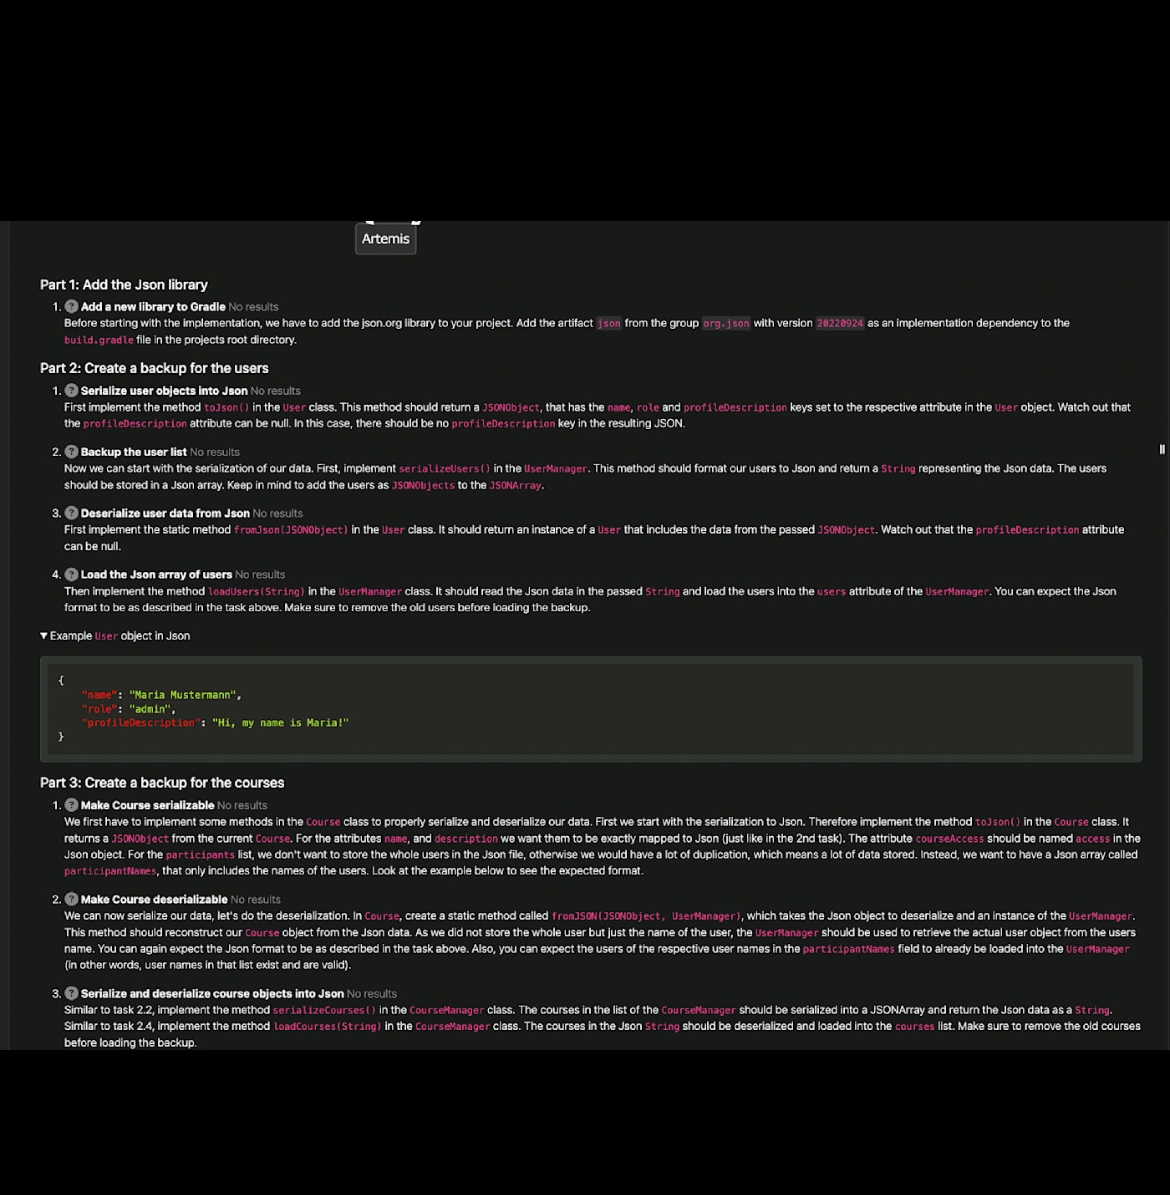 Artemis
Part 1: Add the Json library
1. ? Add a new library to Gradle No results
Before starting with the implementation, we have to add the json.org library to your project. Add the artifact json from the group org.json with version 20220924 as an implementation dependency to the
build.gradle file in the projects root directory.
Part 2: Create a backup for the users
1. ? Serialize user objects into Json No results
First implement the method toJson() in the User class. This method should return a JSONObject, that has the name, role and profileDescription keys set to the respective attribute in the User object. Watch out that
the profileDescription attribute can be null. In this case, there should be no profileDescription key in the resulting JSON.
2. ? Backup the user list No results
Now we can start with the serialization of our data. First, implement serializeUsers() in the UserManager. This method should format our users to Json and return a String representing the Json data. The users
should be stored in a Json array. Keep in mind to add the users as JSONObjects to the JSONArray.
3. ? Deserialize user data from Json No results
First implement the static method fromJson(JSONObject) in the User class. It should return an instance of a User that includes the data from the passed JSONObject. Watch out that the profileDescription attribute
can be null.
4. ? Load the Json array of users No results
Then implement the method loadUsers(String) in the UserManager class. It should read the Json data in the passed String and load the users into the users attribute of the UserManager. You can expect the Json
format to be as described in the task above. Make sure to remove the old users before loading the backup.
▼ Example User object in Json
{
"name": "Maria Mustermann",
"role": "admin",
"profileDescription": "Hi, my name is Maria!"
}
Part 3: Create a backup for the courses
1. ? Make Course serializable No results
We first have to implement some methods in the Course class to properly serialize and deserialize our data. First we start with the serialization to Json. Therefore implement the method toJson() in the Course class. It
returns a JSONObject from the current Course. For the attributes name, and description we want them to be exactly mapped to Json (just like in the 2nd task). The attribute courseAccess should be named access in the
Json object. For the participants list, we don't want to store the whole users in the Json file, otherwise we would have a lot of duplication, which means a lot of data stored. Instead, we want to have a Json array called
participantNames, that only includes the names of the users. Look at the example below to see the expected format.
2. ? Make Course deserializable No results
We can now serialize our data, let's do the deserialization. In Course, create a static method called fromJSON(JSONObject, UserManager), which takes the Json object to deserialize and an instance of the UserManager.
This method should reconstruct our Course object from the Json data. As we did not store the whole user but just the name of the user, the UserManager should be used to retrieve the actual user object from the users
name. You can again expect the Json format to be as described in the task above. Also, you can expect the users of the respective user names in the participantNames field to already be loaded into the UserManager
(in other words, user names in that list exist and are valid).
3. ? Serialize and deserialize course objects into Json No results
Similar to task 2.2, implement the method serializeCourses() in the CourseManager class. The courses in the list of the CourseManager should be serialized into a JSONArray and return the Json data as a String.
Similar to task 2.4, implement the method loadCourses(String) in the CourseManager class. The courses in the Json String should be deserialized and loaded into the courses list. Make sure to remove the old courses
before loading the backup.